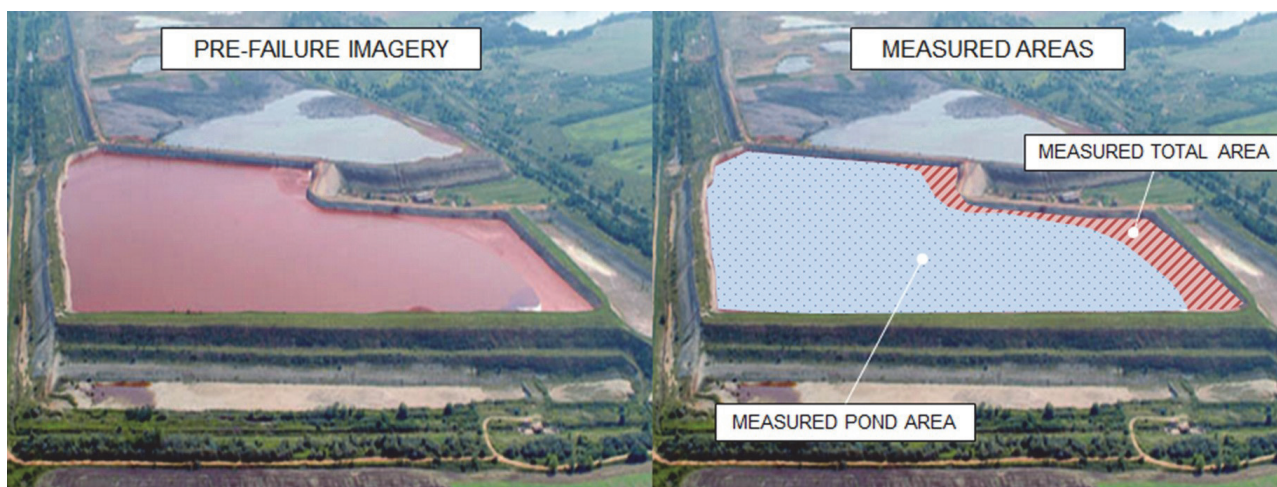 PRE-FAILURE IMAGERY
MEASURED AREAS
MEASURED TOTAL AREA
MEASURED POND AREA